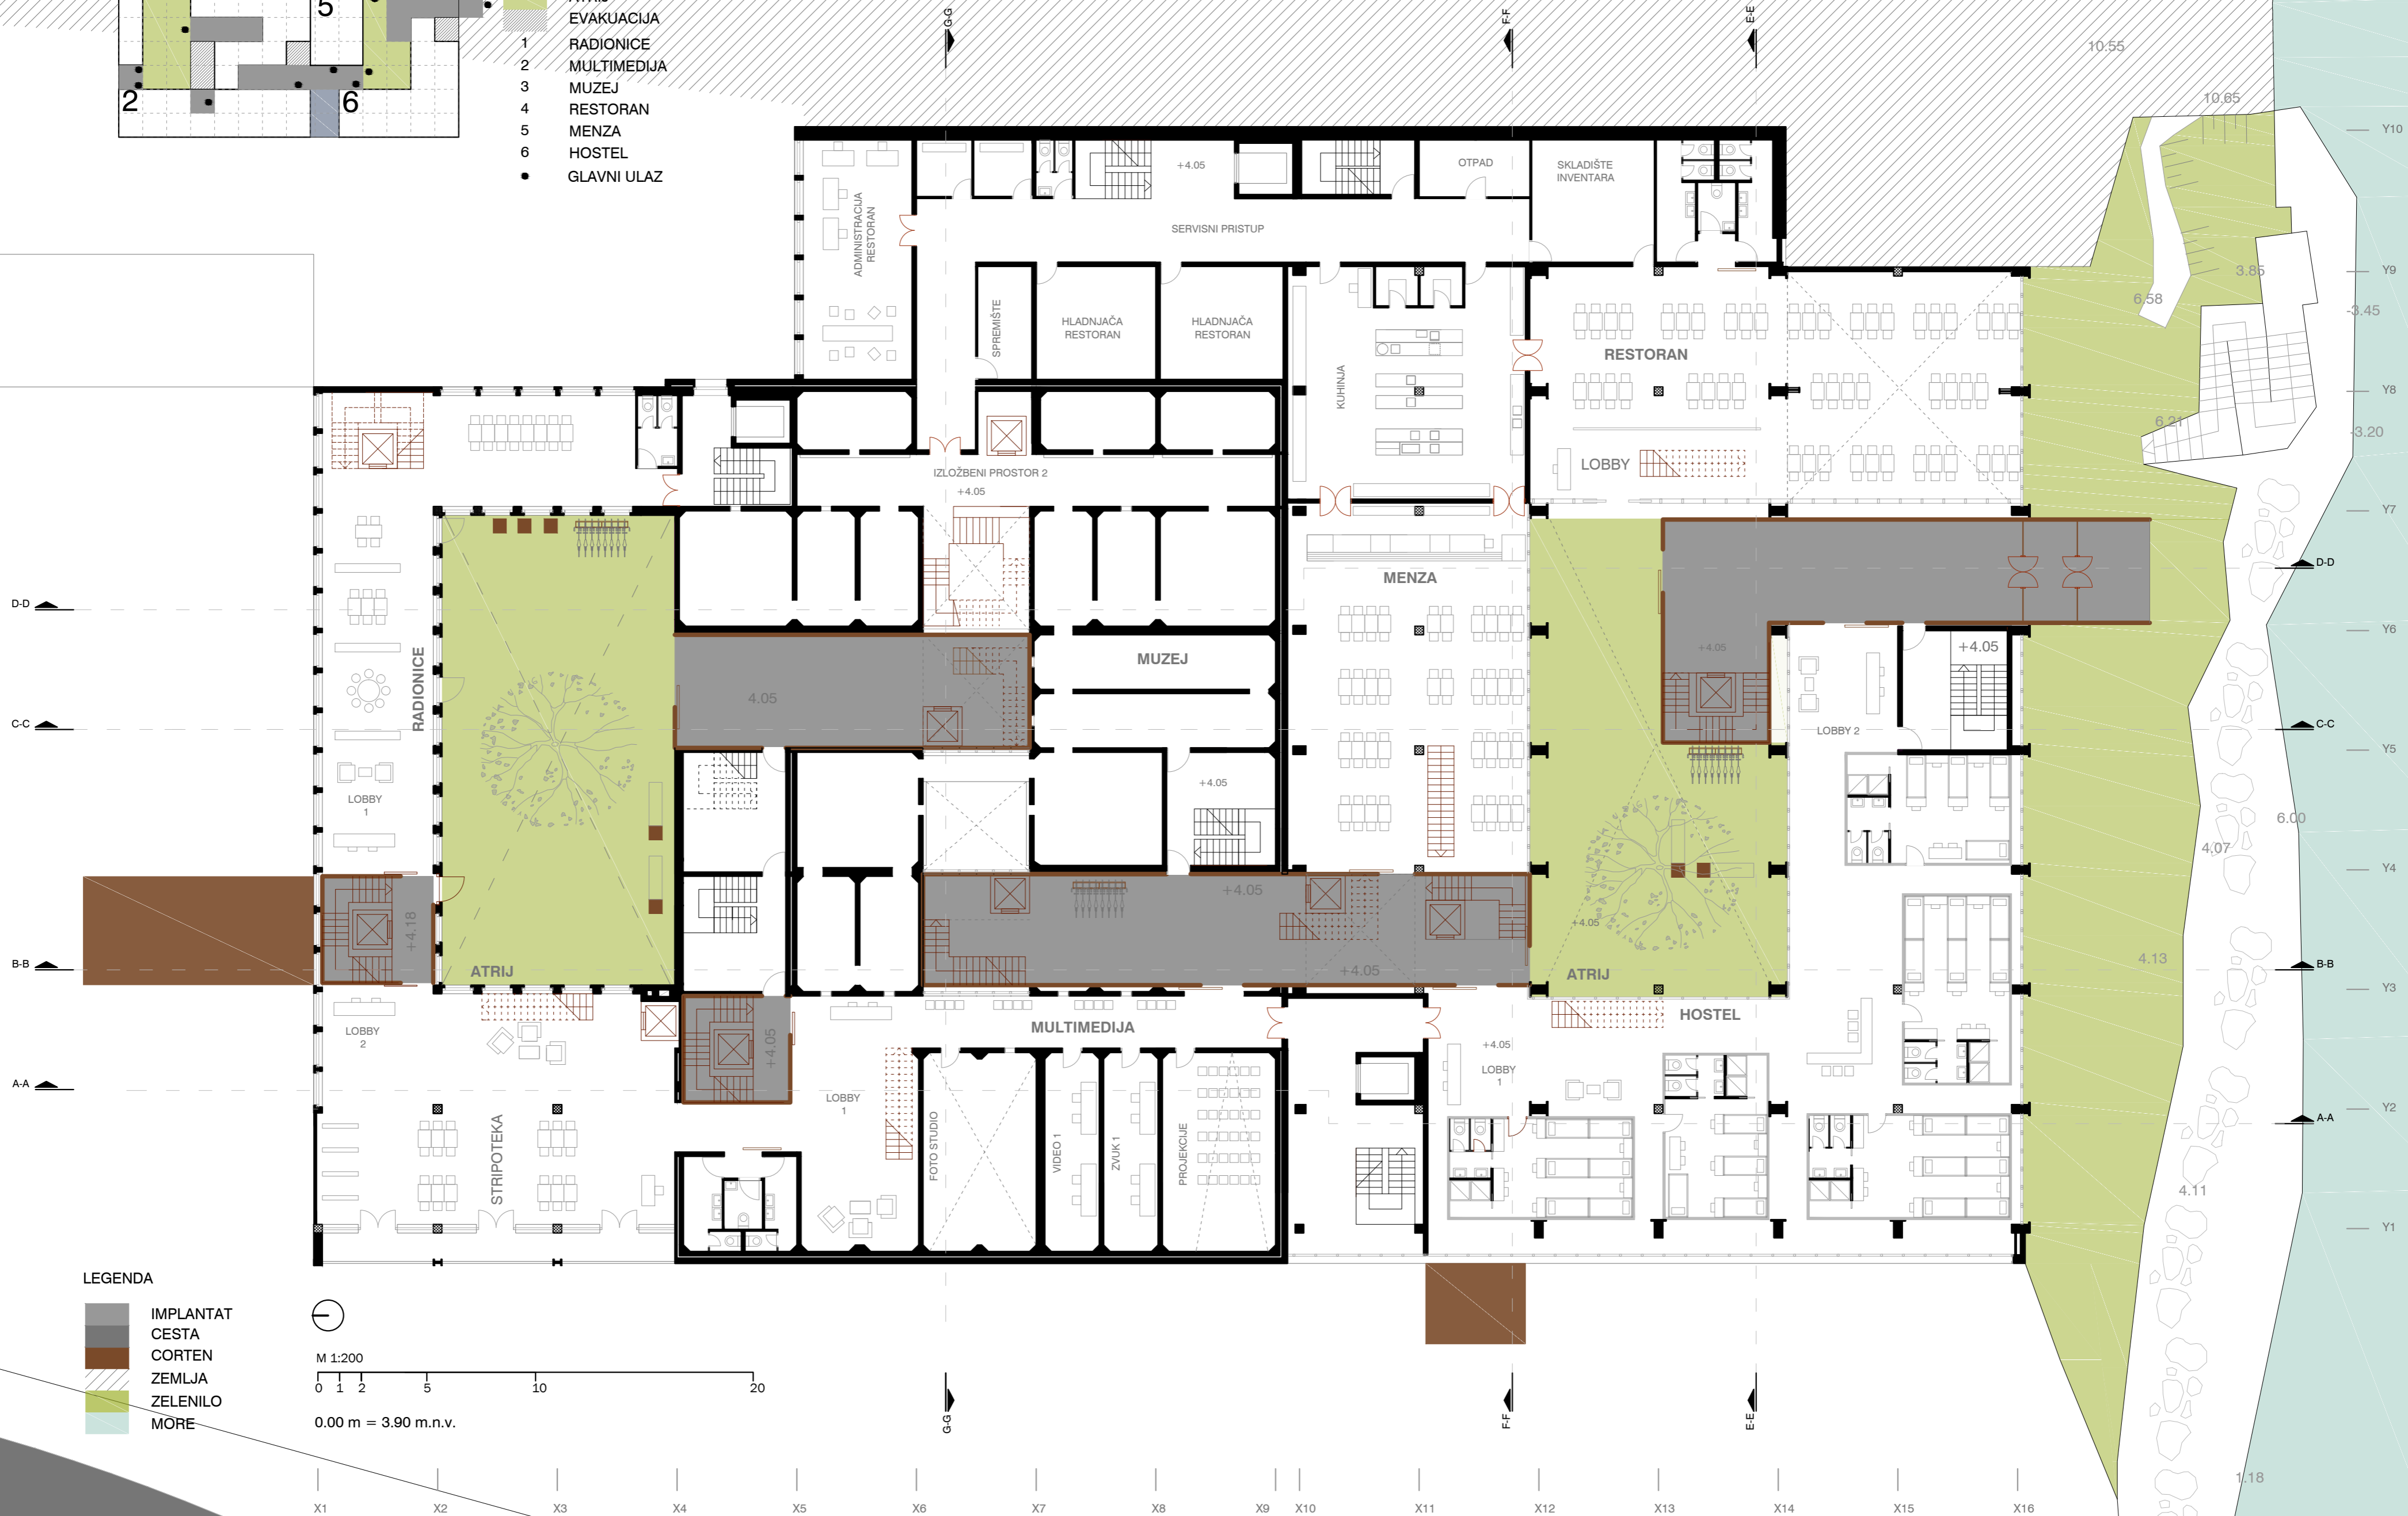 5
2
6
EVAKUACIJA
1 RADIONICE
2 MULTIMEDIJA
3 MUZEJ
4 RESTORAN
5 MENZA
6 HOSTEL
GLAVNI ULAZ
G-G
F-F
E-E
10.55
10.65
Y10
ADMINISTRACIJA
RESTORAN
+4.05
OTPAD
SKLADIŠTE
INVENTARA
SERVISNI PRISTUP
SPREMIŠTE
HLADNJAČA
RESTORAN
HLADNJAČA
RESTORAN
KUHINJA
RESTORAN
LOBBY
3.85
6.58
-3.45
6.21
-3.20
Y9
Y8
Y7
IZLOŽBENI PROSTOR 2
+4.05
MENZA
D-D
D-D
RADIONICE
MUZEJ
4.05
+4.05
+4.05
Y6
C-C
C-C
LOBBY 2
Y5
LOBBY
1
+4.05
6.00
4.07
Y4
+4.18
+4.05
+4.05
+4.05
4.13
B-B
B-B
ATRIJ
ATRIJ
Y3
LOBBY
2
+4.05
MULTIMEDIJA
HOSTEL
+4.05
LOBBY
1
A-A
A-A
LOBBY
1
Y2
STRIPOTEKA
FOTO STUDIO
VIDEO 1
ZVUK 1
PROJEKCIJE
4.11
Y1
LEGENDA
IMPLANTAT
CESTA
CORTEN
ZEMLJA
ZELENILO
MORE
M 1:200
0 1 2 5 10 20
0.00 m = 3.90 m.n.v.
G-G
F-F
E-E
1.18
X1 X2 X3 X4 X5 X6 X7 X8 X9 X10 X11 X12 X13 X14 X15 X16